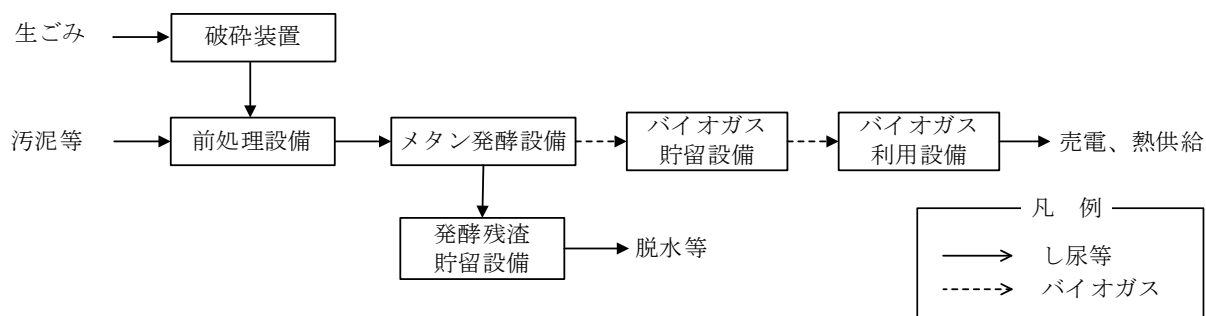 生ごみ
破砕装置
汚泥等
前処理設備
メタン発酵設備
バイオガス
貯留設備
バイオガス
利用設備
売電、熱供給
発酵残渣
貯留設備
脱水等
凡　例
し尿等
バイオガス